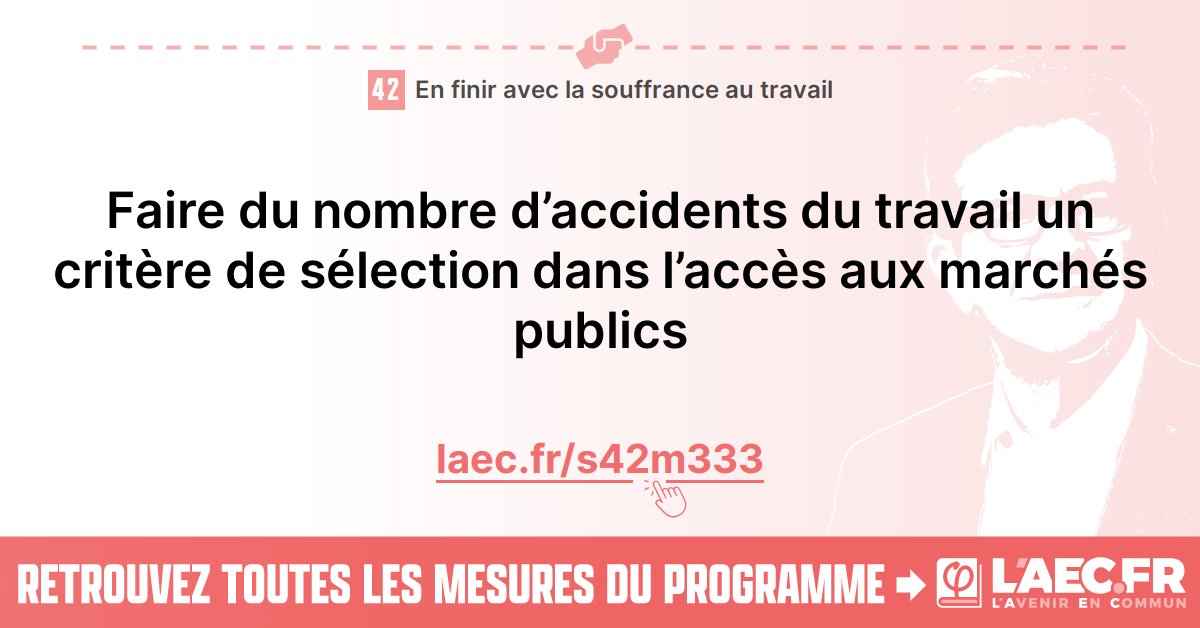 42 En finir avec la souffrance au travail
Faire du nombre d’accidents du travail un
critère de sélection dans l’accès aux marchés
publics
laec.fr/s42m333
RETROUVEZ TOUTES LES MESURES DU PROGRAMME
L'AEC.FR
L'AVENIR EN COMMUN